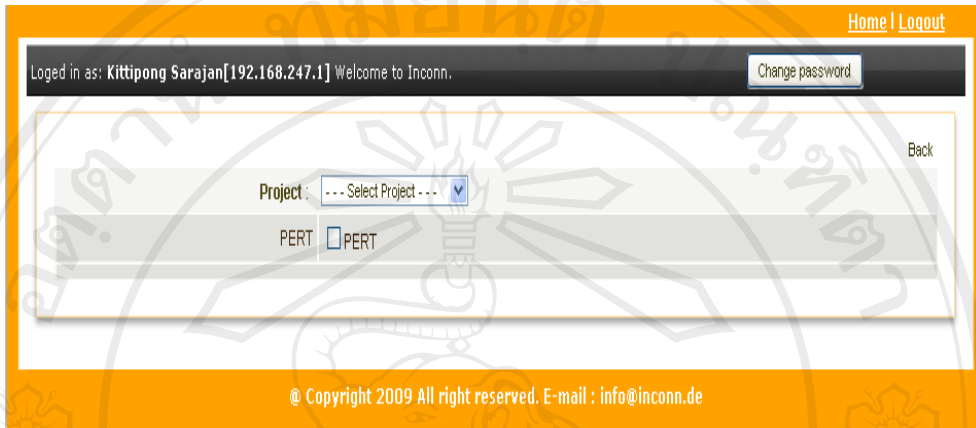 Home | Logout
Loged in as: Kittipong Sarajan[192.168.247.1] Welcome to Inconn. Change password
Back
Project : - - - Select Project - - -
PERT PERT
@ Copyright 2009 All right reserved. E-mail : info@inconn.de